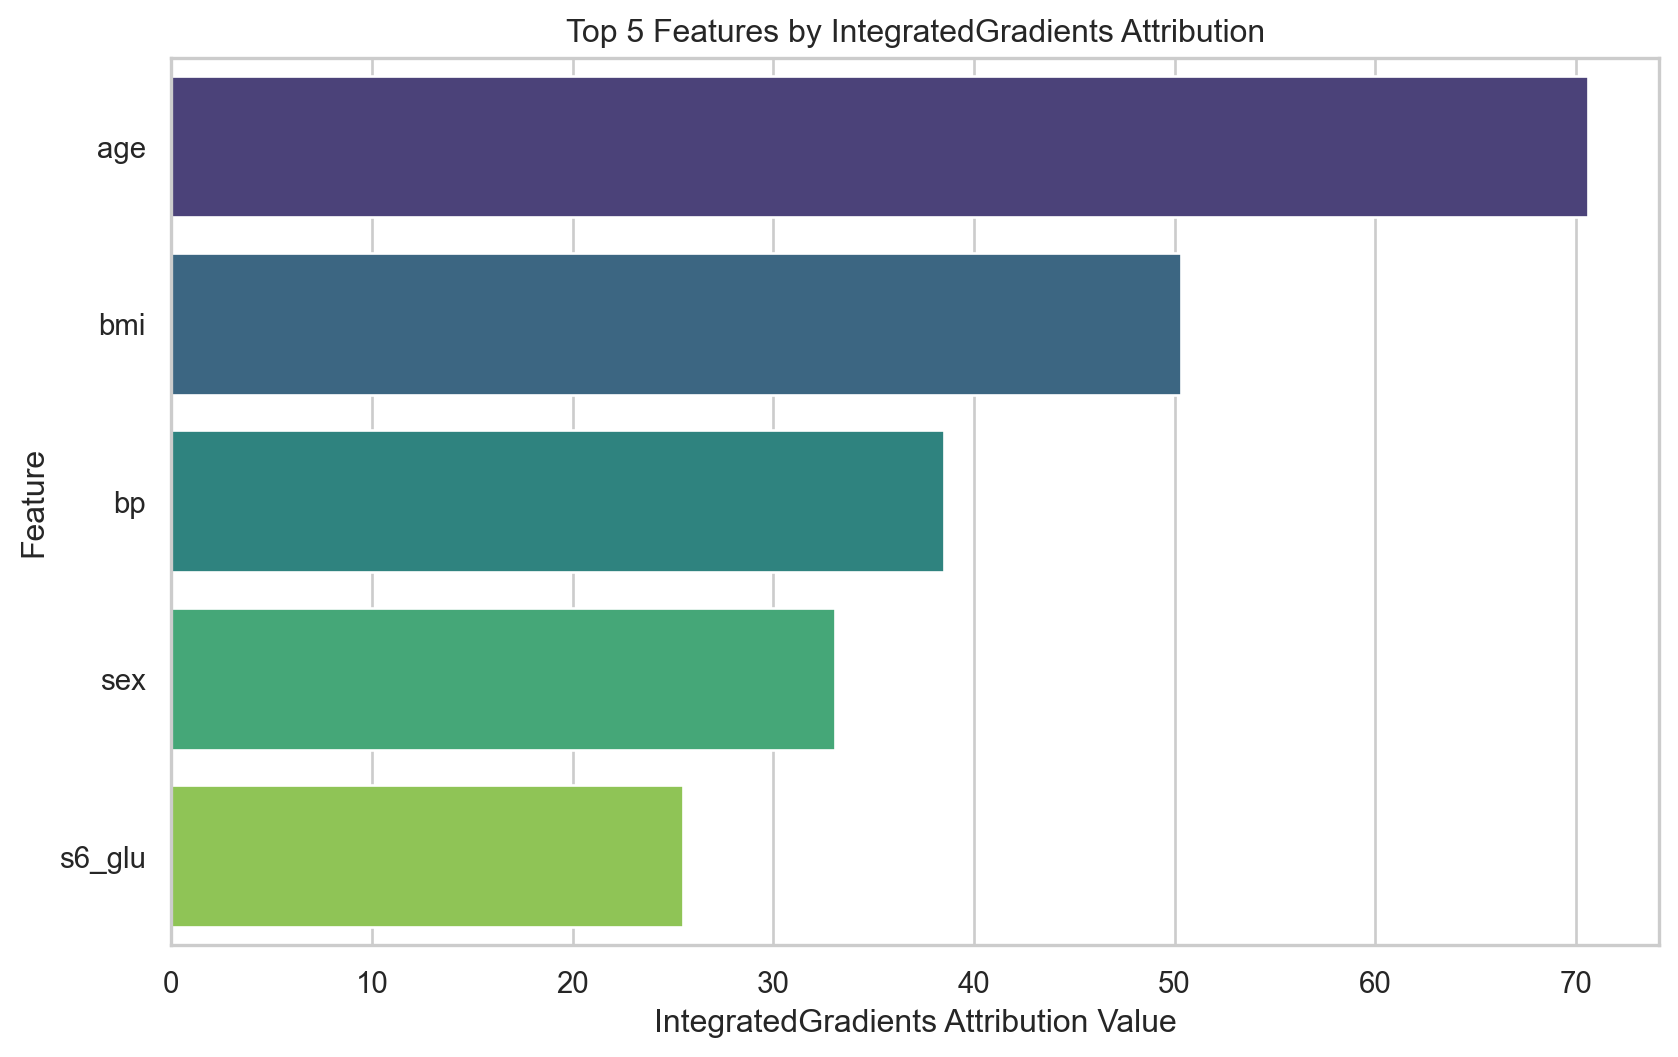 Top 5 Features by IntegratedGradients Attribution
Feature
age
bmi
bp
sex
s6_glu
0 10 20 30 40 50 60 70
IntegratedGradients Attribution Value